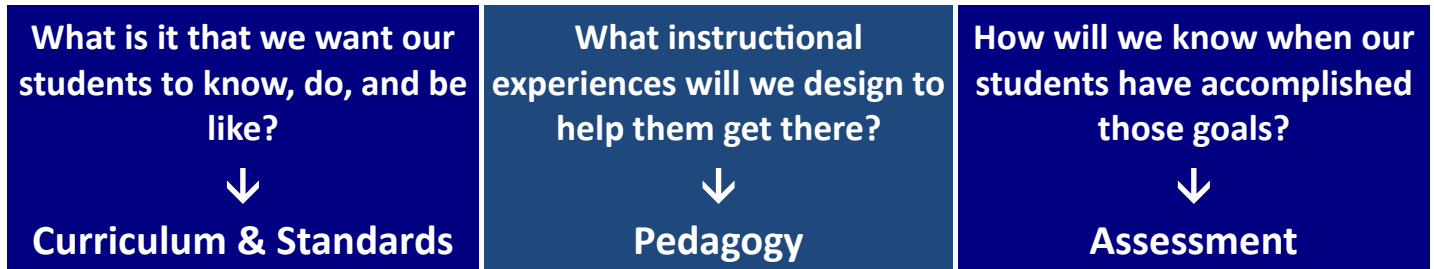 What is it that we want our
students to know, do, and be
like?
↓
Curriculum & Standards
What instructional
experiences will we design to
help them get there?
↓
Pedagogy
How will we know when our
students have accomplished
those goals?
↓
Assessment